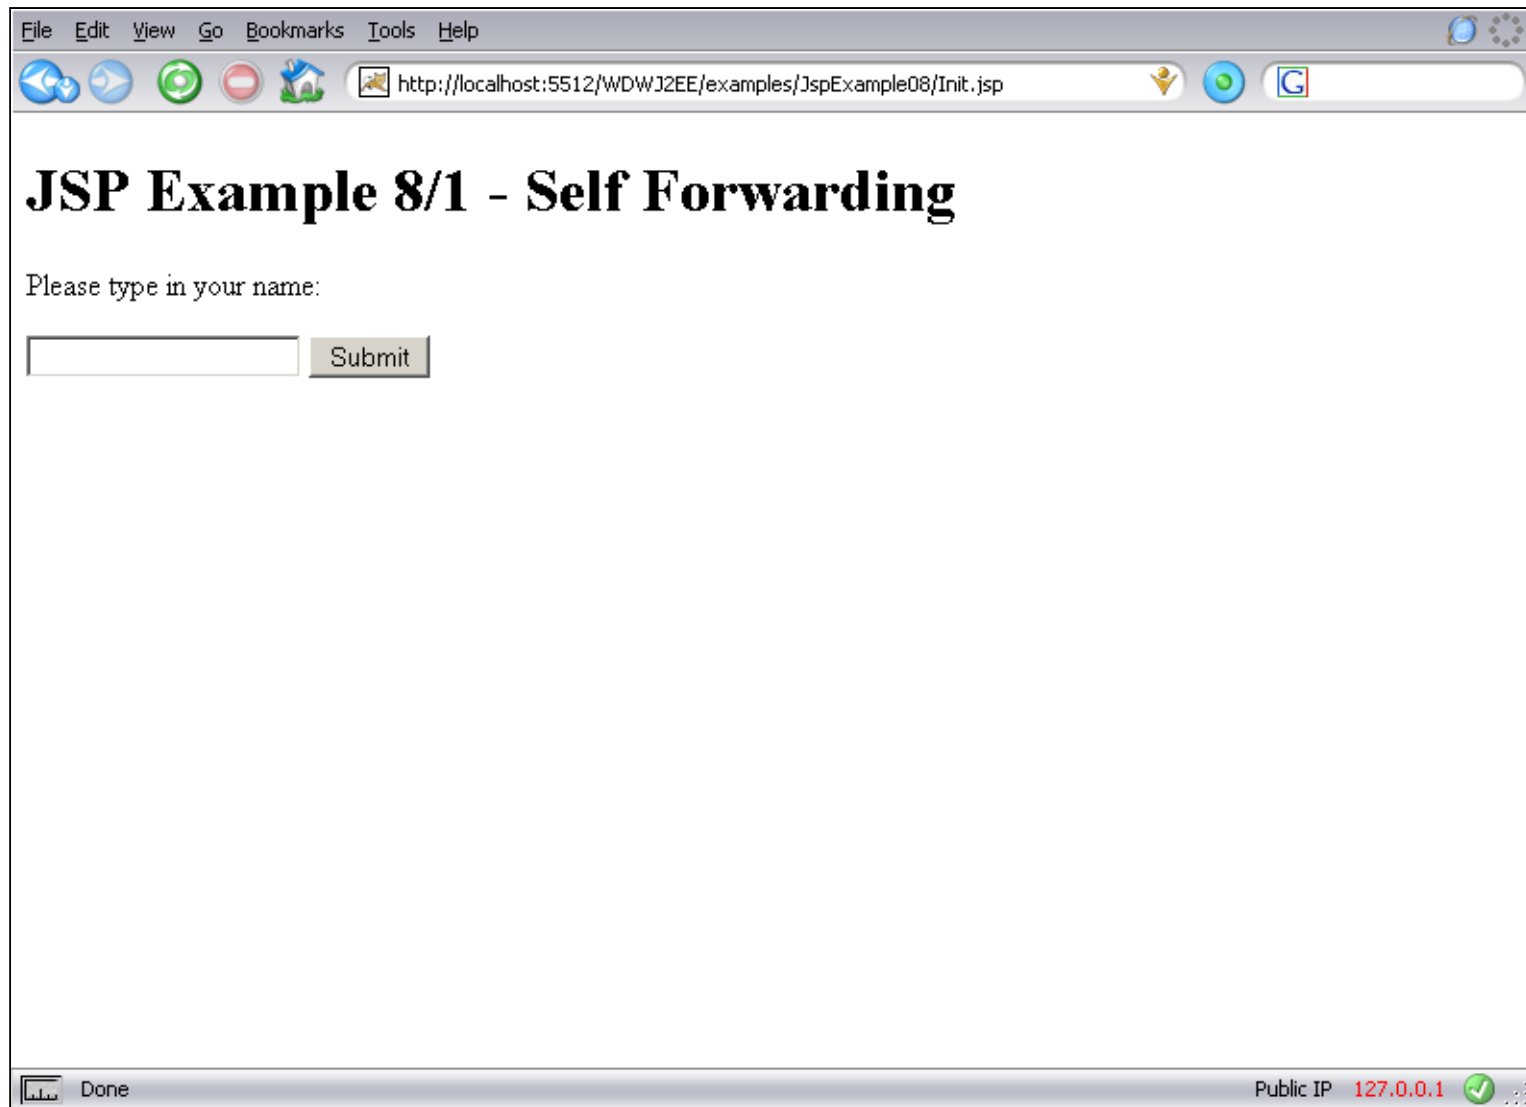 File Edit View Go Bookmarks Tools Help
http://localhost:5512/WDWJ2EE/examples/JspExample08/Init.jsp G
JSP Example 8/1 - Self Forwarding
Please type in your name:
Submit
Done Public IP 127.0.0.1